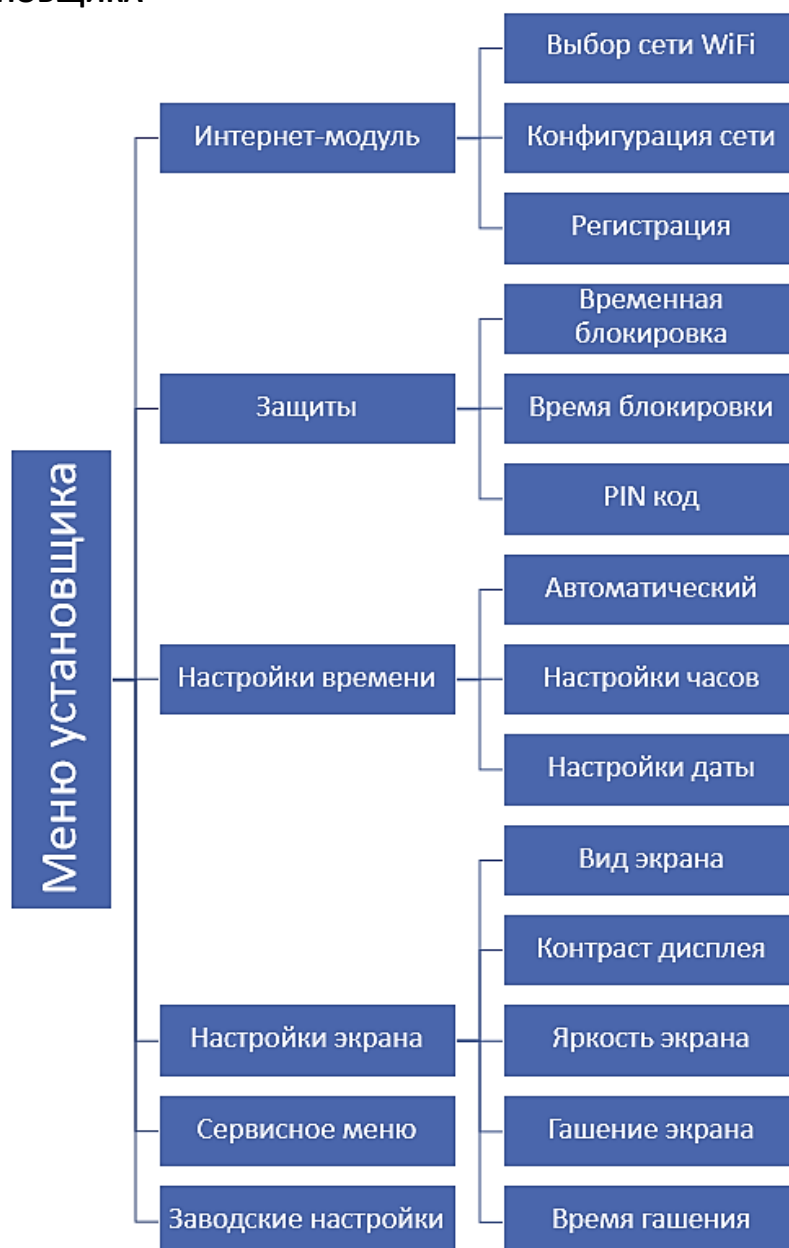 Меню установщика
Интернет-модуль
Выбор сети WiFi
Конфигурация сети
Регистрация
Защиты
Временная
блокировка
Время блокировки
PIN код
Настройки времени
Автоматический
Настройки часов
Настройки даты
Настройки экрана
Вид экрана
Контраст дисплея
Яркость экрана
Гашение экрана
Время гашения
Сервисное меню
Заводские настройки